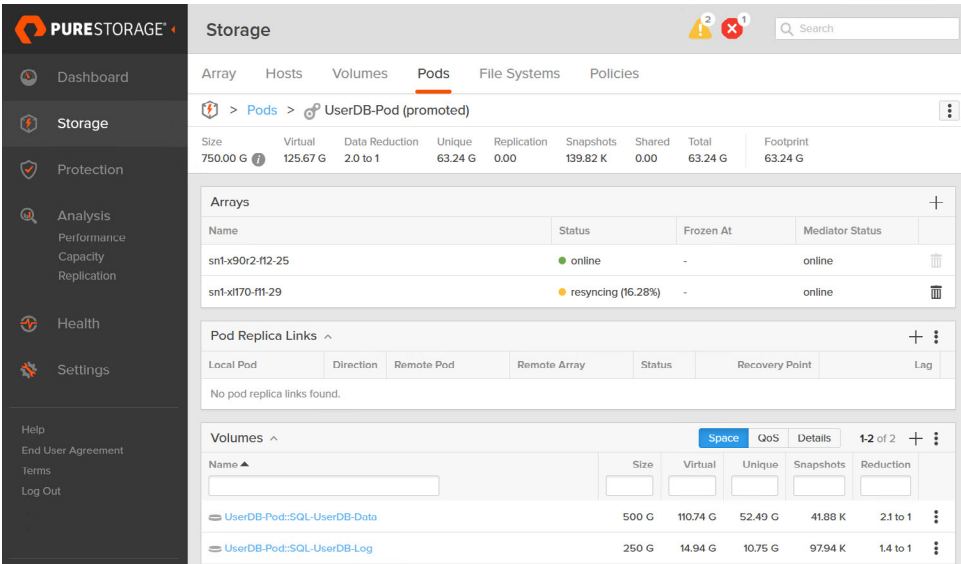 PURESTORAGE®
Dashboard
Storage
Protection
Analysis
Performance
Capacity
Replication
Health
Settings
Help
End User Agreement
Terms
Log Out
Storage
2
1
Search
Array Hosts Volumes Pods File Systems Policies
> Pods > UserDB-Pod (promoted)
Size Virtual Data Reduction Unique Replication Snapshots Shared Total Footprint
750.00 G 125.67 G 2.0 to 1 63.24 G 0.00 139.82 K 0.00 63.24 G 63.24 G
Arrays
Name Status Frozen At Mediator Status
sn1-x90r2-f12-25 online - online
sn1-xl170-f11-29 resyncing (16.28%) - online
Pod Replica Links
Local Pod Direction Remote Pod Remote Array Status Recovery Point Lag
No pod replica links found.
Volumes Space QoS Details 1-2 of 2
Name Size Virtual Unique Snapshots Reduction
UserDB-Pod::SQL-UserDB-Data 500 G 110.74 G 52.49 G 41.88 K 2.1 to 1
UserDB-Pod::SQL-UserDB-Log 250 G 14.94 G 10.75 G 97.94 K 1.4 to 1